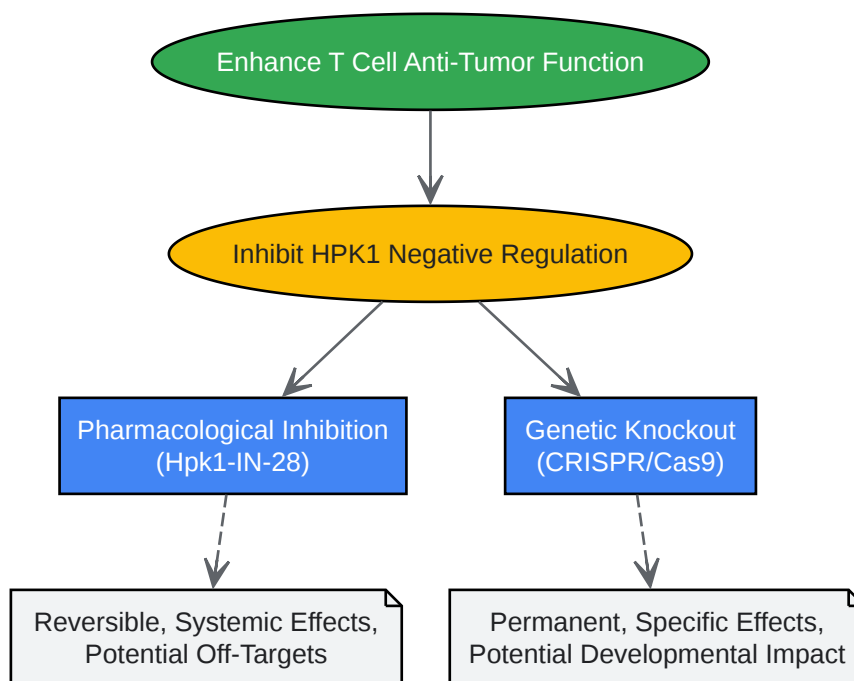 Enhance T Cell Anti-Tumor Function
Inhibit HPK1 Negative Regulation
Pharmacological Inhibition
(Hpk1-IN-28)
Genetic Knockout
(CRISPR/Cas9)
Reversible, Systemic Effects,
Potential Off-Targets
Permanent, Specific Effects,
Potential Developmental Impact